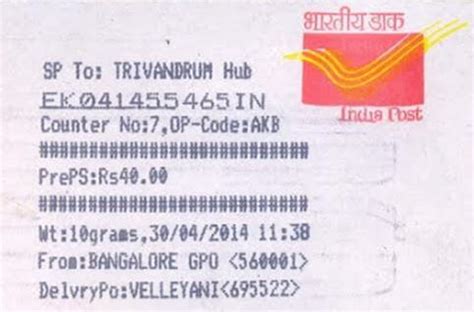 भारतीय डाक
India Post
SP To: TRIVANDRUM Hub
EK041455465IN
Counter No:7,OP-Code:AKB
############################
PrePS:Rs40.00
############################
Wt:10grams,30/04/2014 11:38
From:BANGALORE GPO <560001>
DelvryPo:VELLEYANI<695522>